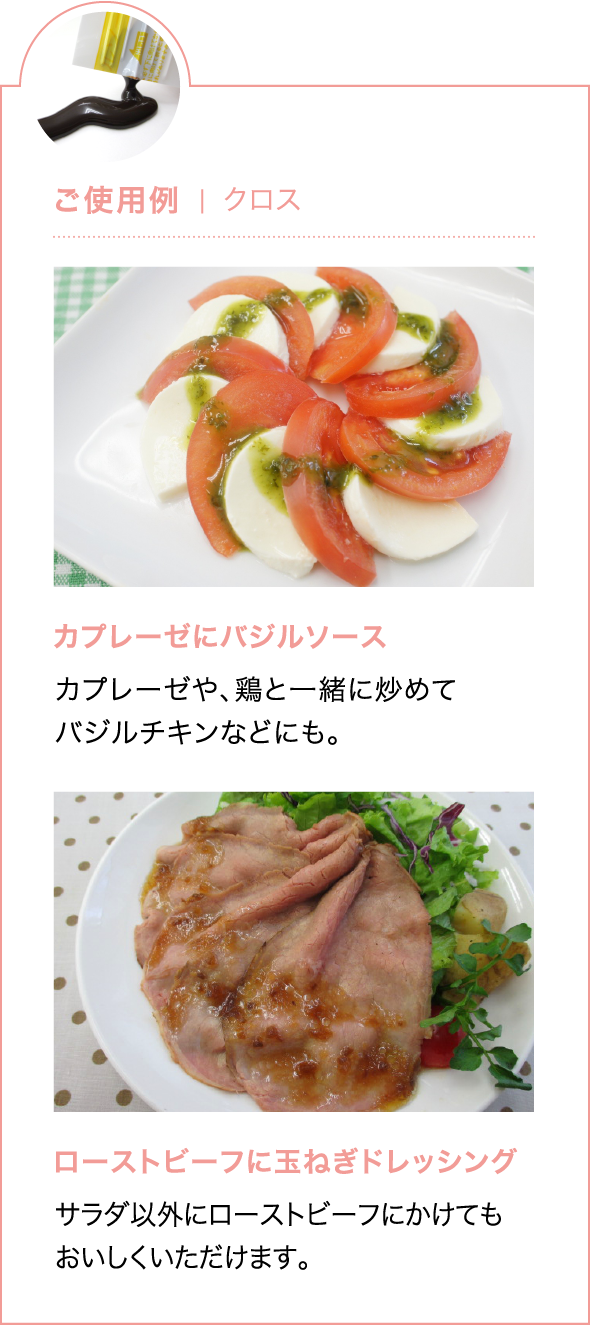 ご使用例 | クロス
カプレーゼにバジルソース
カプレーゼや、鶏と一緒に炒めて
バジルチキンなどにも。
ローストビーフに玉ねぎドレッシング
サラダ以外にローストビーフにかけても
おいしくいただけます。